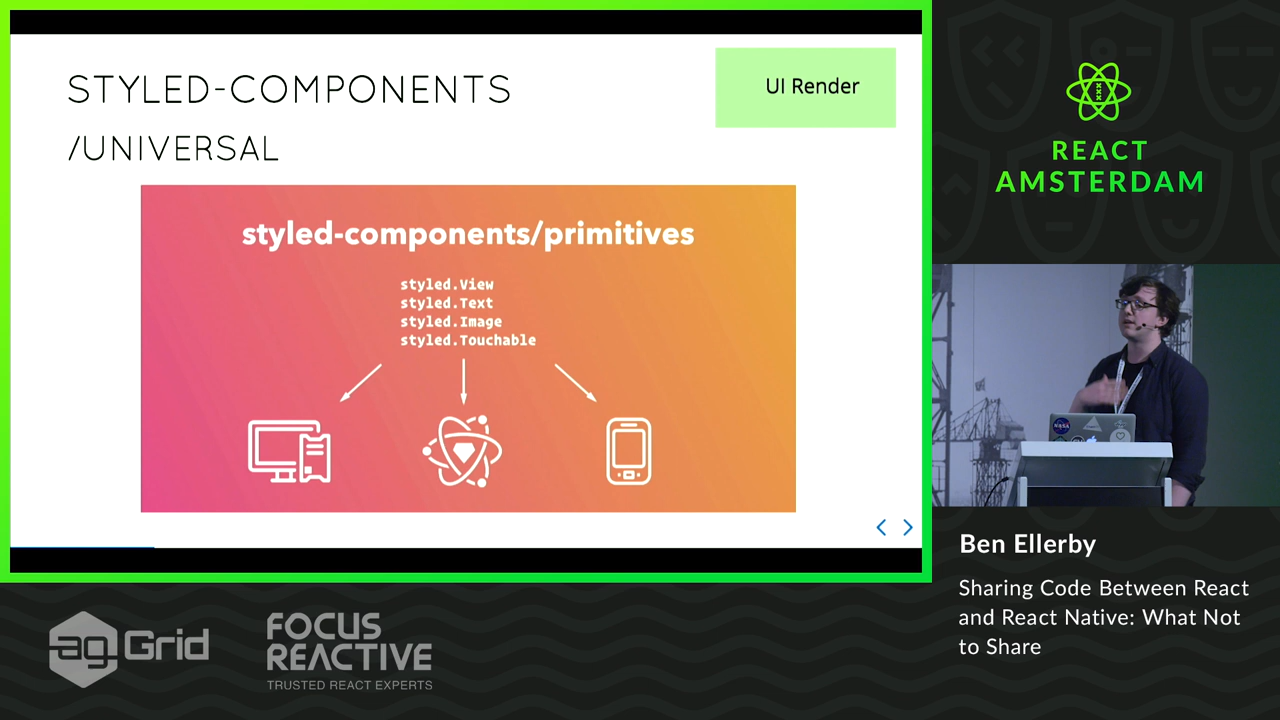 STYLED-COMPONENTS
/UNIVERSAL
UI Render
styled-components/primitives
styled.View
styled.Text
styled.Image
styled.Touchable
REACT
AMSTERDAM
NASA
Ben Ellerby
Sharing Code Between React
and React Native: What Not
to Share
ag Grid
FOCUS
REACTIVE
TRUSTED REACT EXPERTS